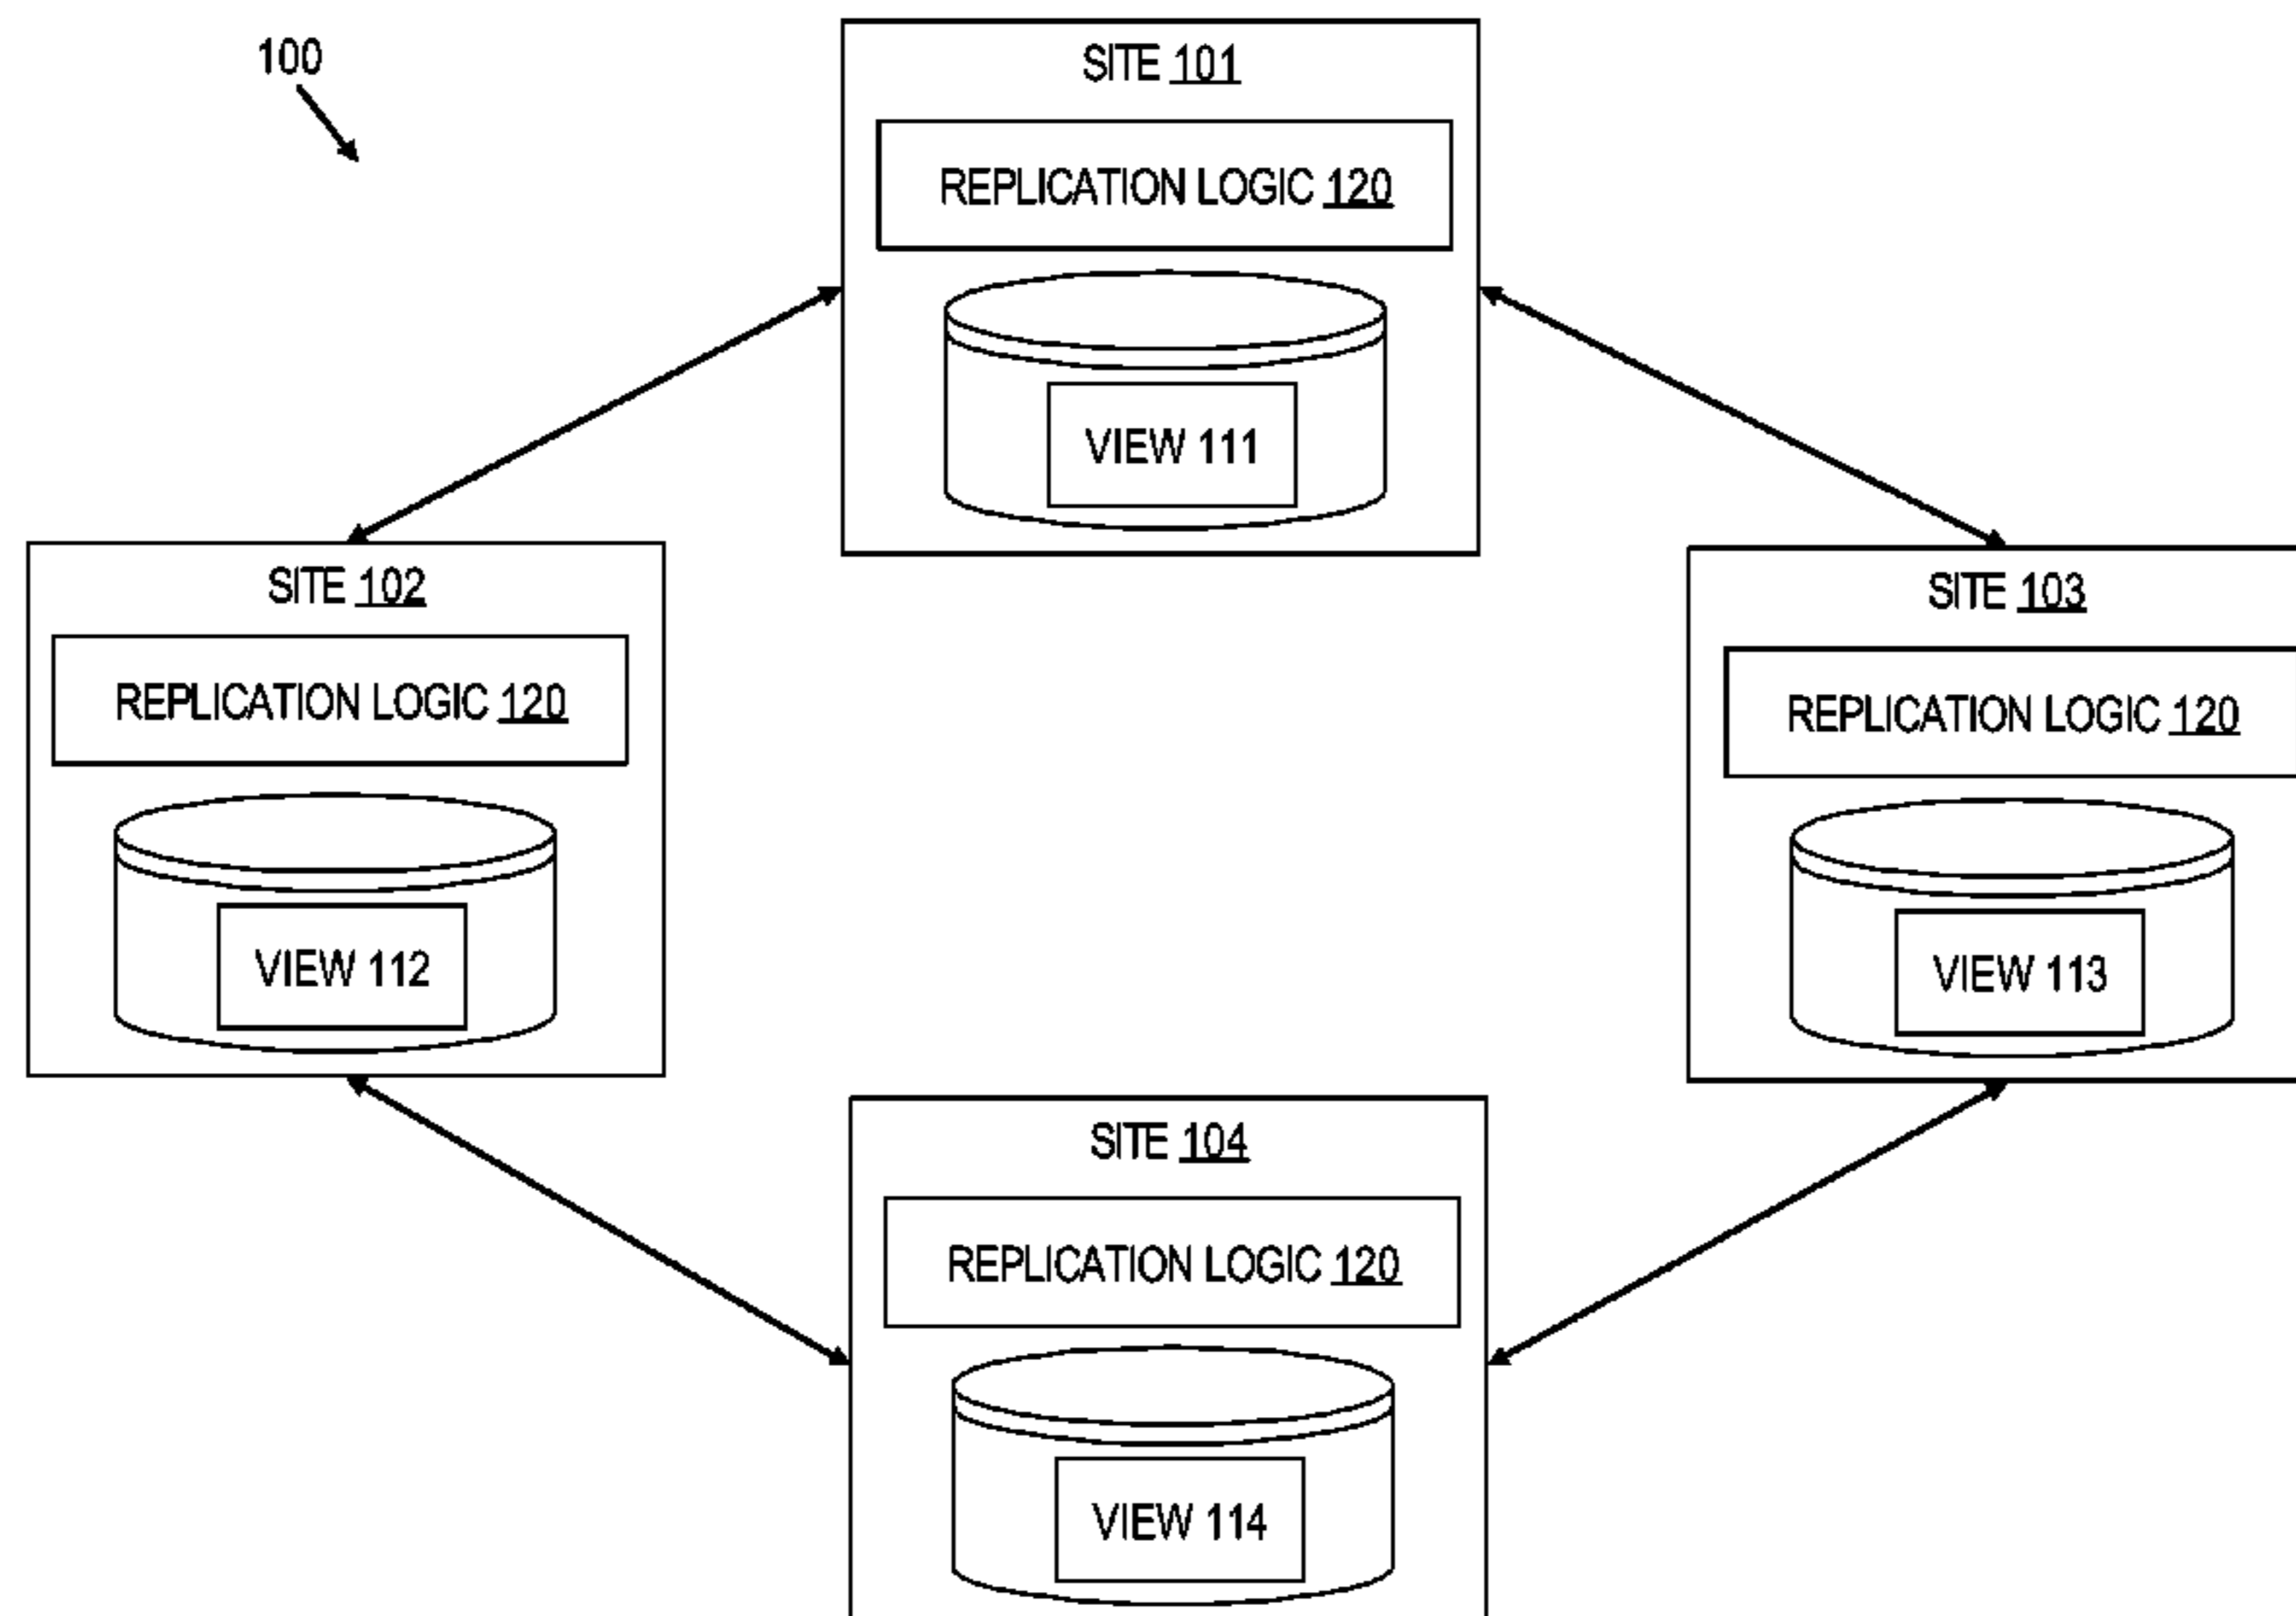 100
SITE 101
REPLICATION LOGIC 120
VIEW 111
SITE 102
REPLICATION LOGIC 120
VIEW 112
SITE 103
REPLICATION LOGIC 120
VIEW 113
SITE 104
REPLICATION LOGIC 120
VIEW 114